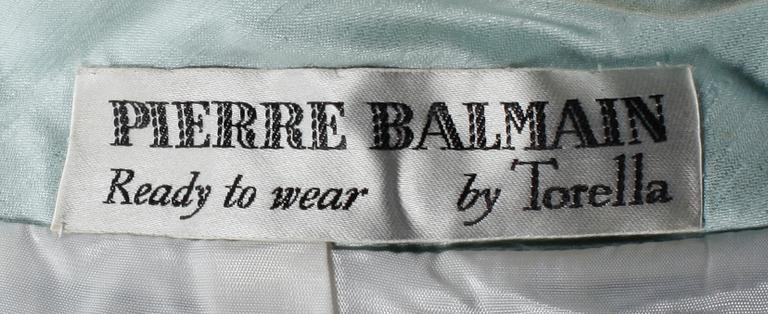 PIERRE BALMAIN
Ready to wear by Torella